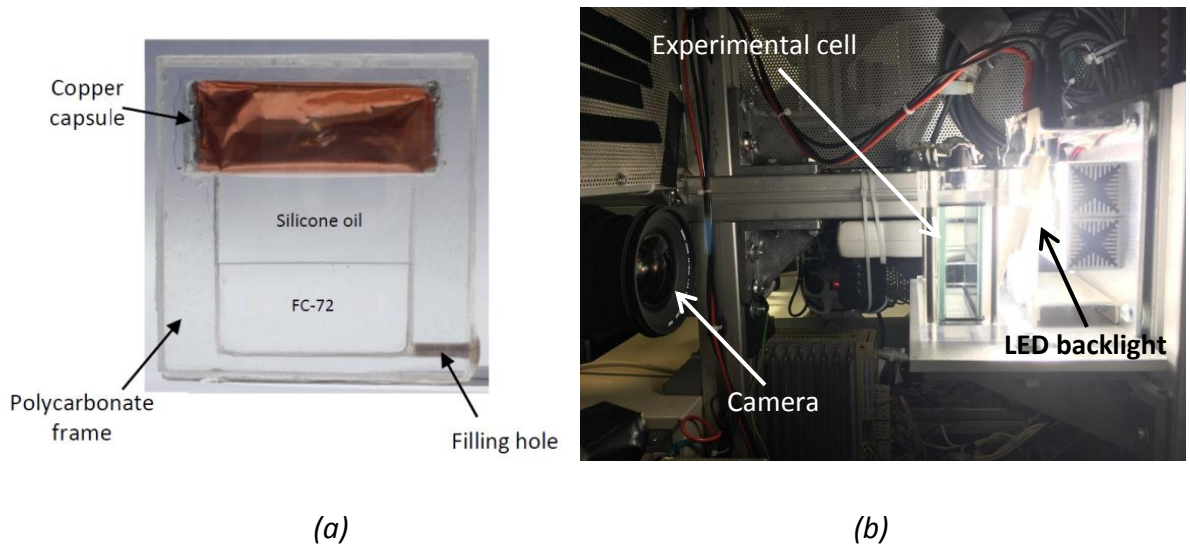 Copper
capsule
Silicone oil
FC-72
Polycarbonate
frame
Filling hole
(a)
Experimental cell
LED backlight
Camera
(b)